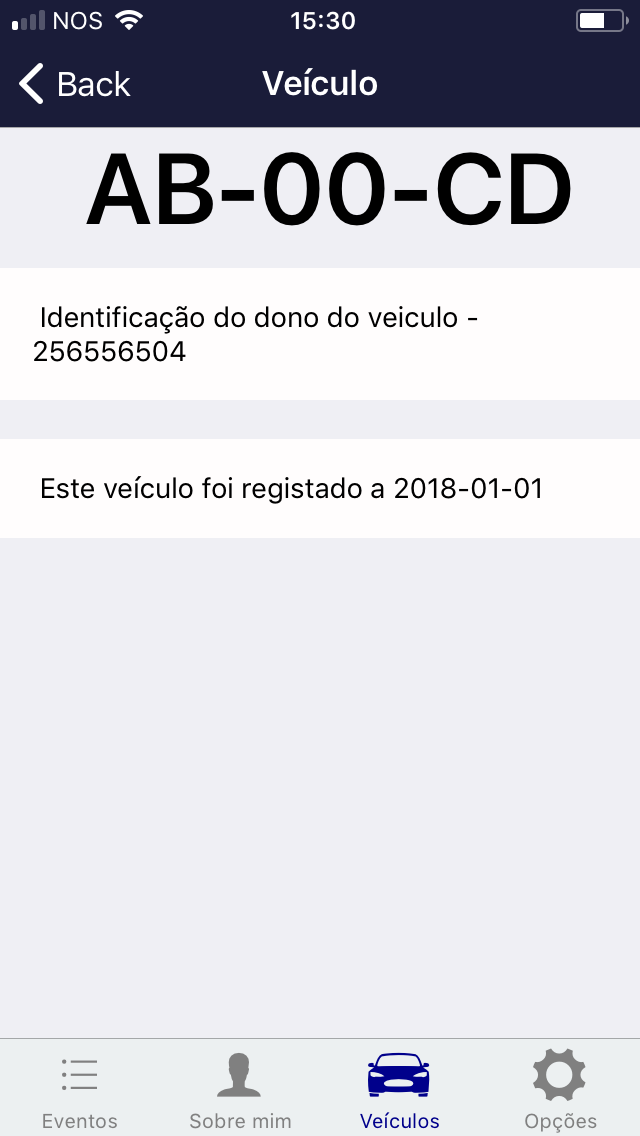 NOS 15:30
Back Veículo
AB-00-CD
Identificação do dono do veiculo -
256556504
Este veículo foi registado a 2018-01-01
Eventos Sobre mim Veículos Opções